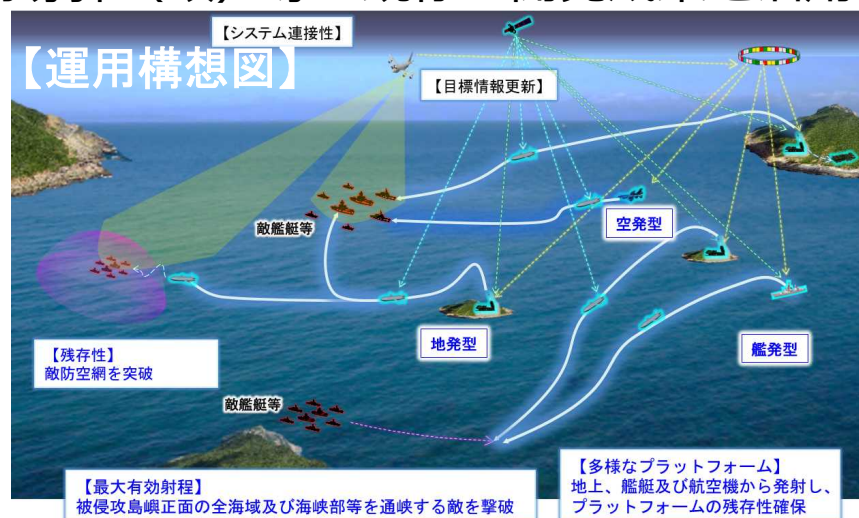 【システム連接性】
【運用構想図】
【目標情報更新】
敵艦艇等
空発型
地発型
艦発型
【残存性】
敵防空網を突破
敵艦艇等
【最大有効射程】
被侵攻島嶼正面の全海域及び海峡部等を通峡する敵を撃破
【多様なプラットフォーム】
地上、艦艇及び航空機から発射し、
プラットフォームの残存性確保